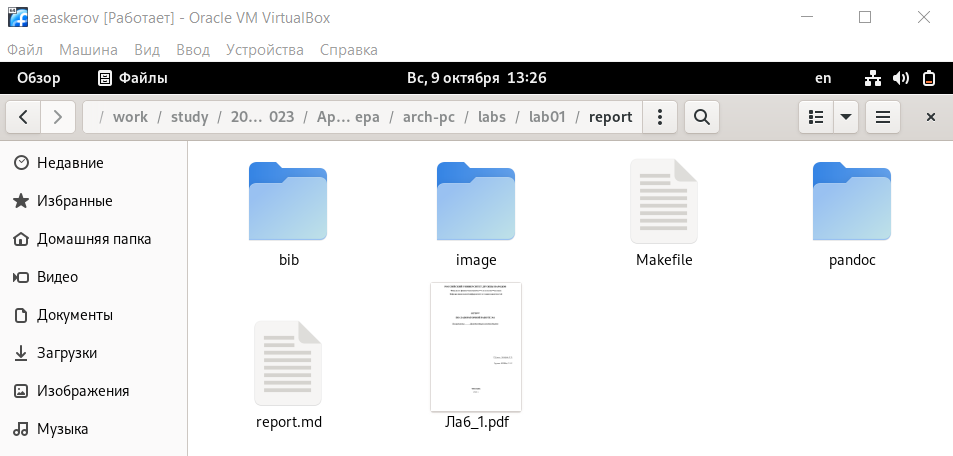 aeaskerov [Работает] - Oracle VM VirtualBox
Файл Машина Вид Ввод Устройства Справка
Обзор Файлы Вс, 9 октября 13:26 en
/ work / study / 20… 023 / Ар… ера / arch-pc / labs / lab01 / report
Недавние
Избранные
Домашняя папка
Видео
Документы
Загрузки
Изображения
Музыка
bib image Makefile pandoc
report.md Ла6_1.pdf